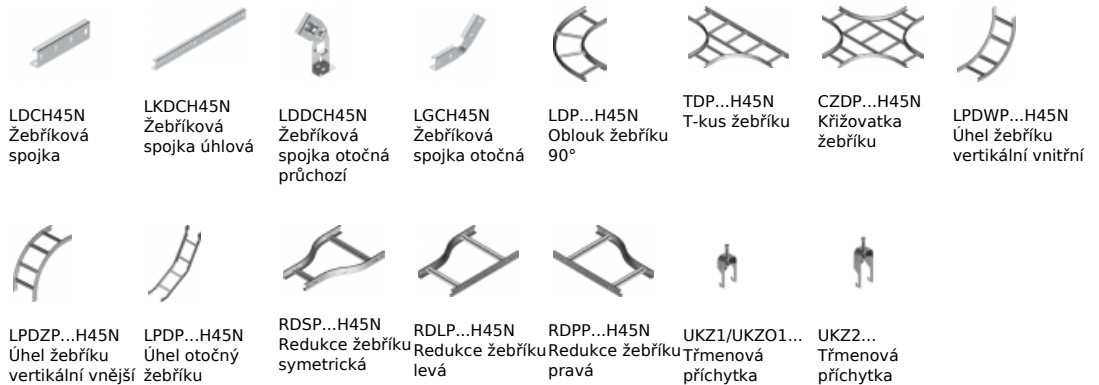 LDCH45N
Žebříková
spojka
LKDCH45N
Žebříková
spojka úhlová
LDDCH45N
Žebříková
spojka otočná
průchozí
LGCH45N
Žebříková
spojka otočná
LDP...H45N
Oblouk žebříku
90°
TDP...H45N
T-kus žebříku
CZDP...H45N
Křižovatka
žebříku
LPDWP...H45N
Úhel žebříku
vertikální vnitřní
LPDZP...H45N
Úhel žebříku
vertikální vnější
LPDP...H45N
Úhel otočný
žebříku
RDSP...H45N
Redukce žebříku
symetrická
RDLP...H45N
Redukce žebříku
levá
RDPP...H45N
Redukce žebříku
pravá
UKZ1/UKZO1...
Třmenová
příchytka
UKZ2...
Třmenová
příchytka